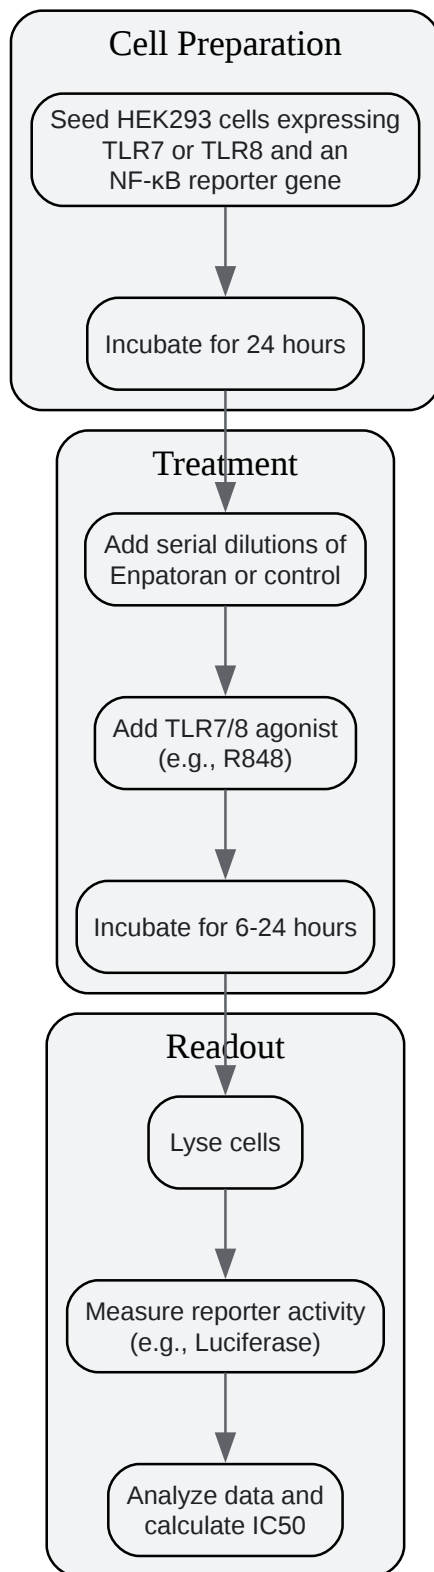 Cell Preparation
Seed HEK293 cells expressing
TLR7 or TLR8 and an
NF-κB reporter gene
Incubate for 24 hours
Treatment
Add serial dilutions of
Enpatoran or control
Add TLR7/8 agonist
(e.g., R848)
Incubate for 6-24 hours
Readout
Lyse cells
Measure reporter activity
(e.g., Luciferase)
Analyze data and
calculate IC50